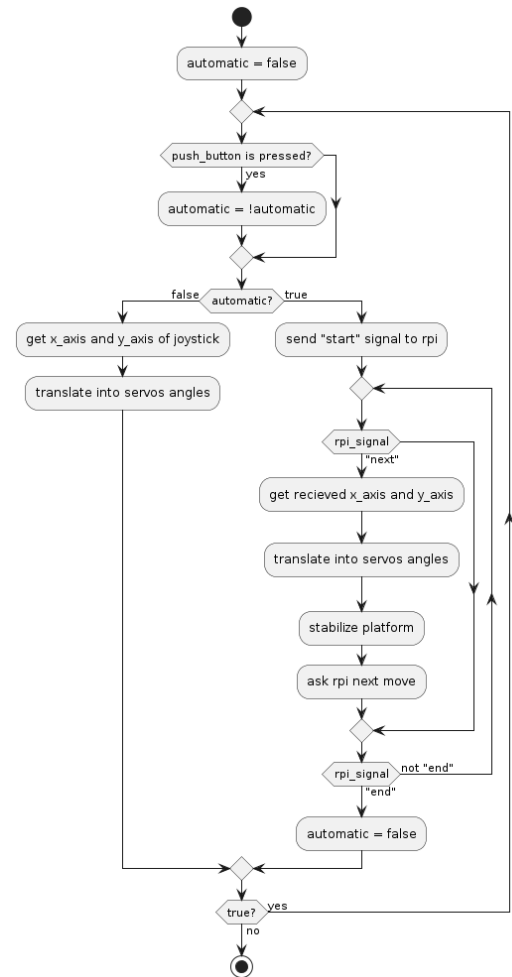 automatic = false
push_button is pressed?
yes
automatic = !automatic
false
automatic?
true
get x_axis and y_axis of joystick
translate into servos angles
send "start" signal to rpi
rpi_signal
"next"
get recieved x_axis and y_axis
translate into servos angles
stabilize platform
ask rpi next move
rpi_signal
not "end"
"end"
automatic = false
true?
yes
no